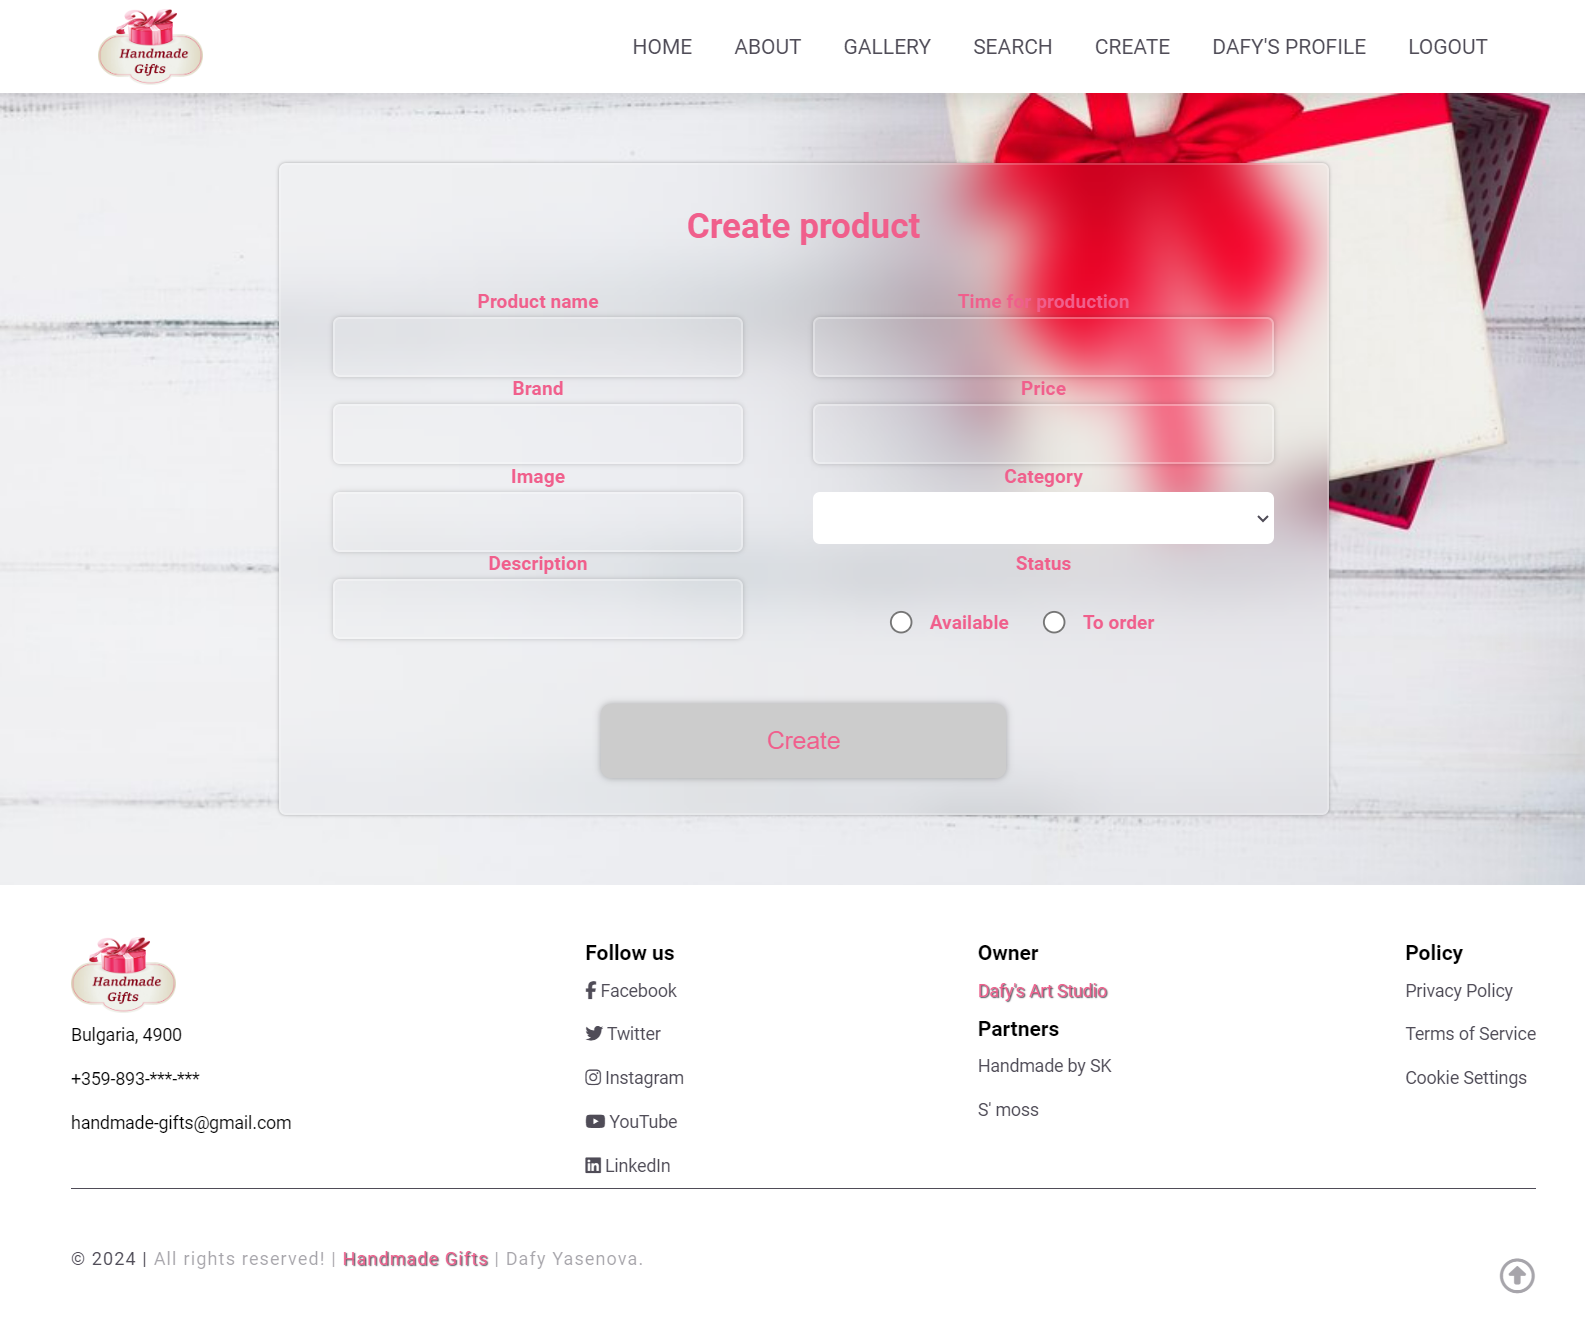 Handmade
Gifts
HOME ABOUT GALLERY SEARCH CREATE DAFY'S PROFILE LOGOUT
Create product
Product name
Time for production
Brand
Price
Image
Category
Description
Status
Available
To order
Create
Handmade
Gifts
Bulgaria, 4900
+359-893-***-***
handmade-gifts@gmail.com
Follow us
Facebook
Twitter
Instagram
YouTube
LinkedIn
Owner
Dafy's Art Studio
Partners
Handmade by SK
S' moss
Policy
Privacy Policy
Terms of Service
Cookie Settings
© 2024 | All rights reserved! | Handmade Gifts | Dafy Yasenova.